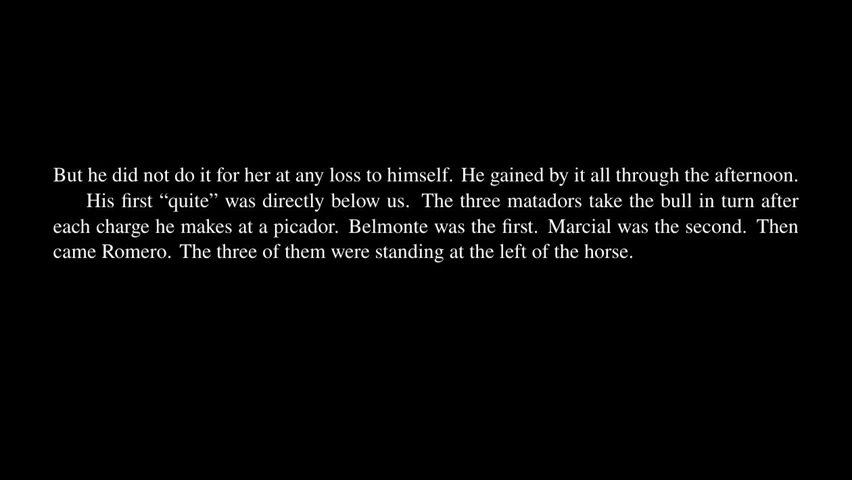 But he did not do it for her at any loss to himself. He gained by it all through the afternoon.
His first “quite” was directly below us. The three matadors take the bull in turn after
each charge he makes at a picador. Belmonte was the first. Marcial was the second. Then
came Romero. The three of them were standing at the left of the horse.